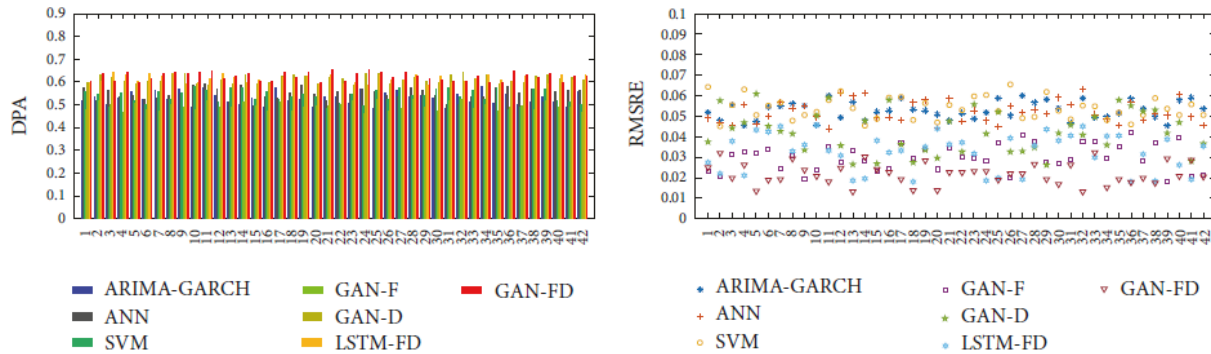 DPA
0.9
0.8
0.7
0.6
0.5
0.4
0.3
0.2
0.1
0
1 2 3 4 5 6 7 8 9 10 11 12 13 14 15 16 17 18 19 20 21 22 23 24 25 26 27 28 29 30 31 32 33 34 35 36 37 38 39 40 41 42
ARIMA-GARCH GAN-F GAN-FD
ANN GAN-D
SVM LSTM-FD
RMSRE
0.1
0.09
0.08
0.07
0.06
0.05
0.04
0.03
0.02
0.01
0
1 2 3 4 5 6 7 8 9 10 11 12 13 14 15 16 17 18 19 20 21 22 23 24 25 26 27 28 29 30 31 32 33 34 35 36 37 38 39 40 41 42
ARIMA-GARCH GAN-F GAN-FD
ANN GAN-D
SVM LSTM-FD